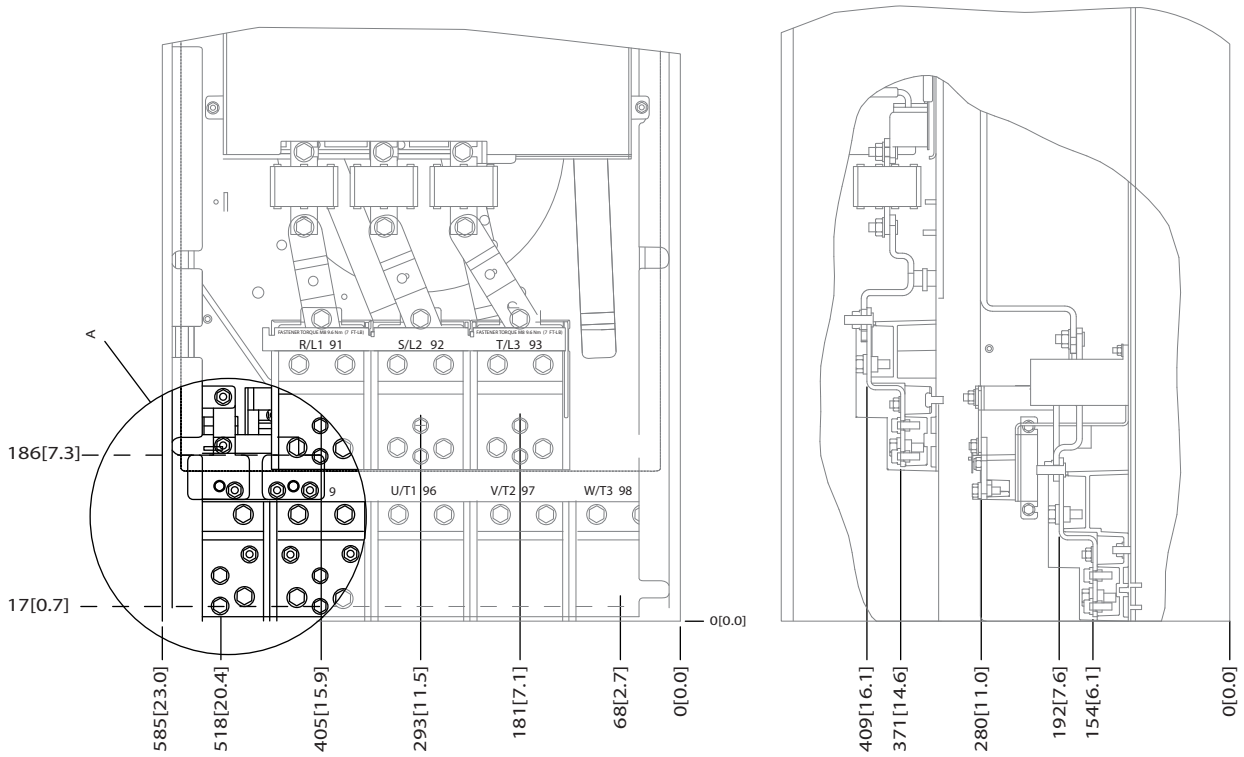 A
FASTENER TORQUE M8 9.6 Nm (7 FT-LB)
FASTENER TORQUE M8 9.6 Nm (7 FT-LB)
R/L1 91
S/L2 92
T/L3 93
186[7.3]
9
U/T1 96
V/T2 97
W/T3 98
17[0.7]
0[0.0]
585[23.0]
518[20.4]
405[15.9]
293[11.5]
181[7.1]
68[2.7]
0[0.0]
409[16.1]
371[14.6]
280[11.0]
192[7.6]
154[6.1]
0[0.0]